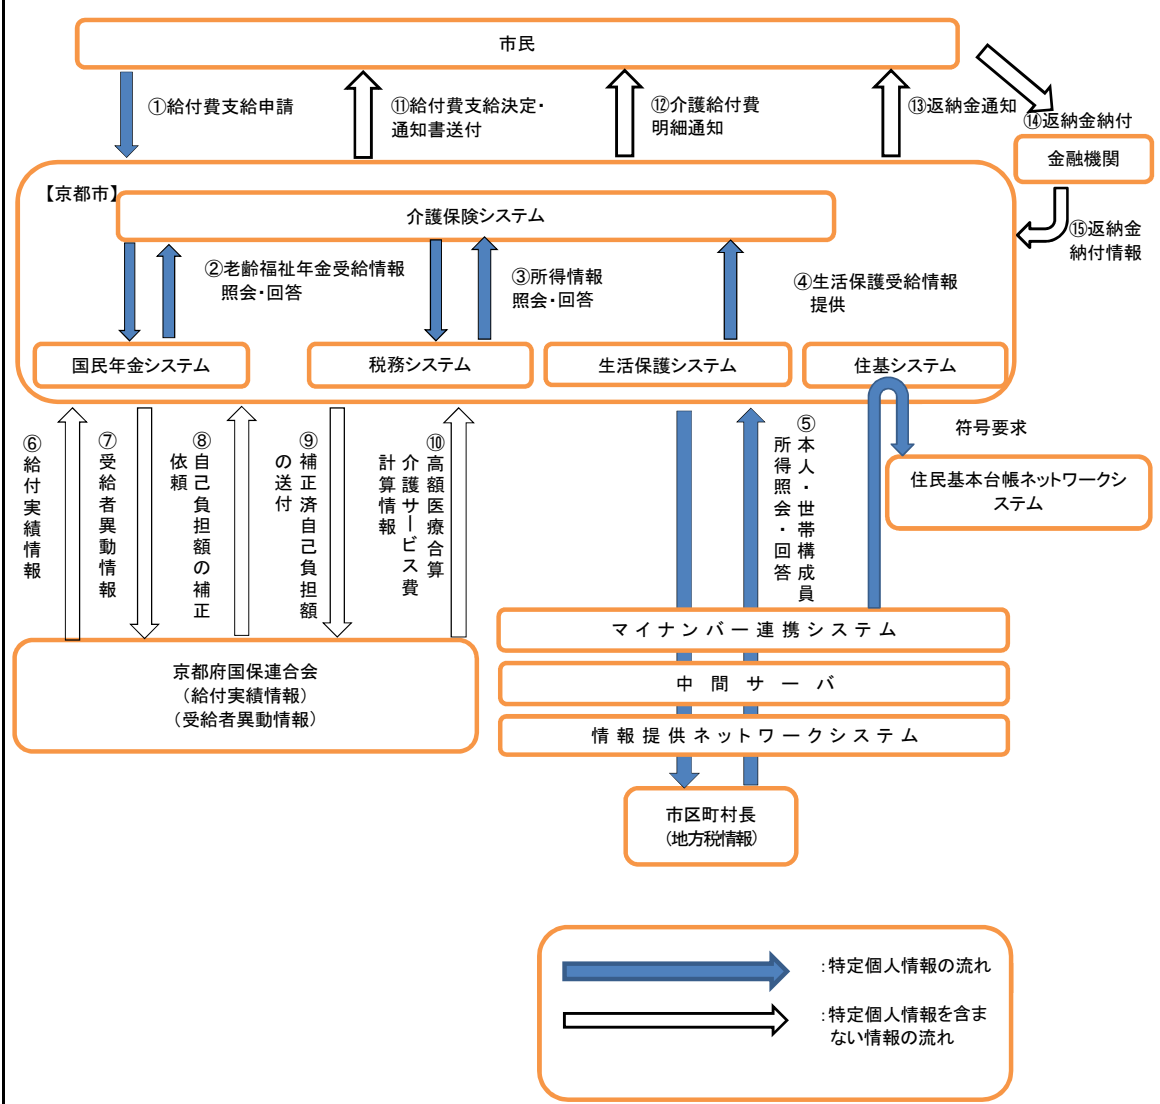 市民
①給付費支給申請
⑪給付費支給決定・
通知書送付
⑫介護給付費
明細通知
⑬返納金通知
⑭返納金納付
金融機関
⑮返納金
納付情報
【京都市】
介護保険システム
②老齢福祉年金受給情報
照会・回答
③所得情報
照会・回答
④生活保護受給情報
提供
国民年金システム
税務システム
生活保護システム
住基システム
符号要求
住民基本台帳ネットワークシ
ステム
⑥給付実績情報
⑦受給者異動情報
⑧自己負担額の補正
依頼
⑨補正済自己負担額
の送付
⑩高額医療合算
介護サービス費
計算情報
⑤本人・世帯構成員
所得照会・回答
マイナンバー連携システム
中間サーバ
情報提供ネットワークシステム
京都府国保連合会
(給付実績情報)
(受給者異動情報)
市区町村長
(地方税情報)
:特定個人情報の流れ
:特定個人情報を含ま
ない情報の流れ